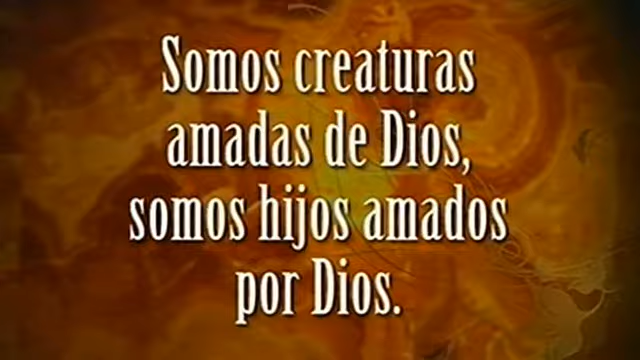 Somos creaturas
amadas de Dios,
somos hijos amados
por Dios.